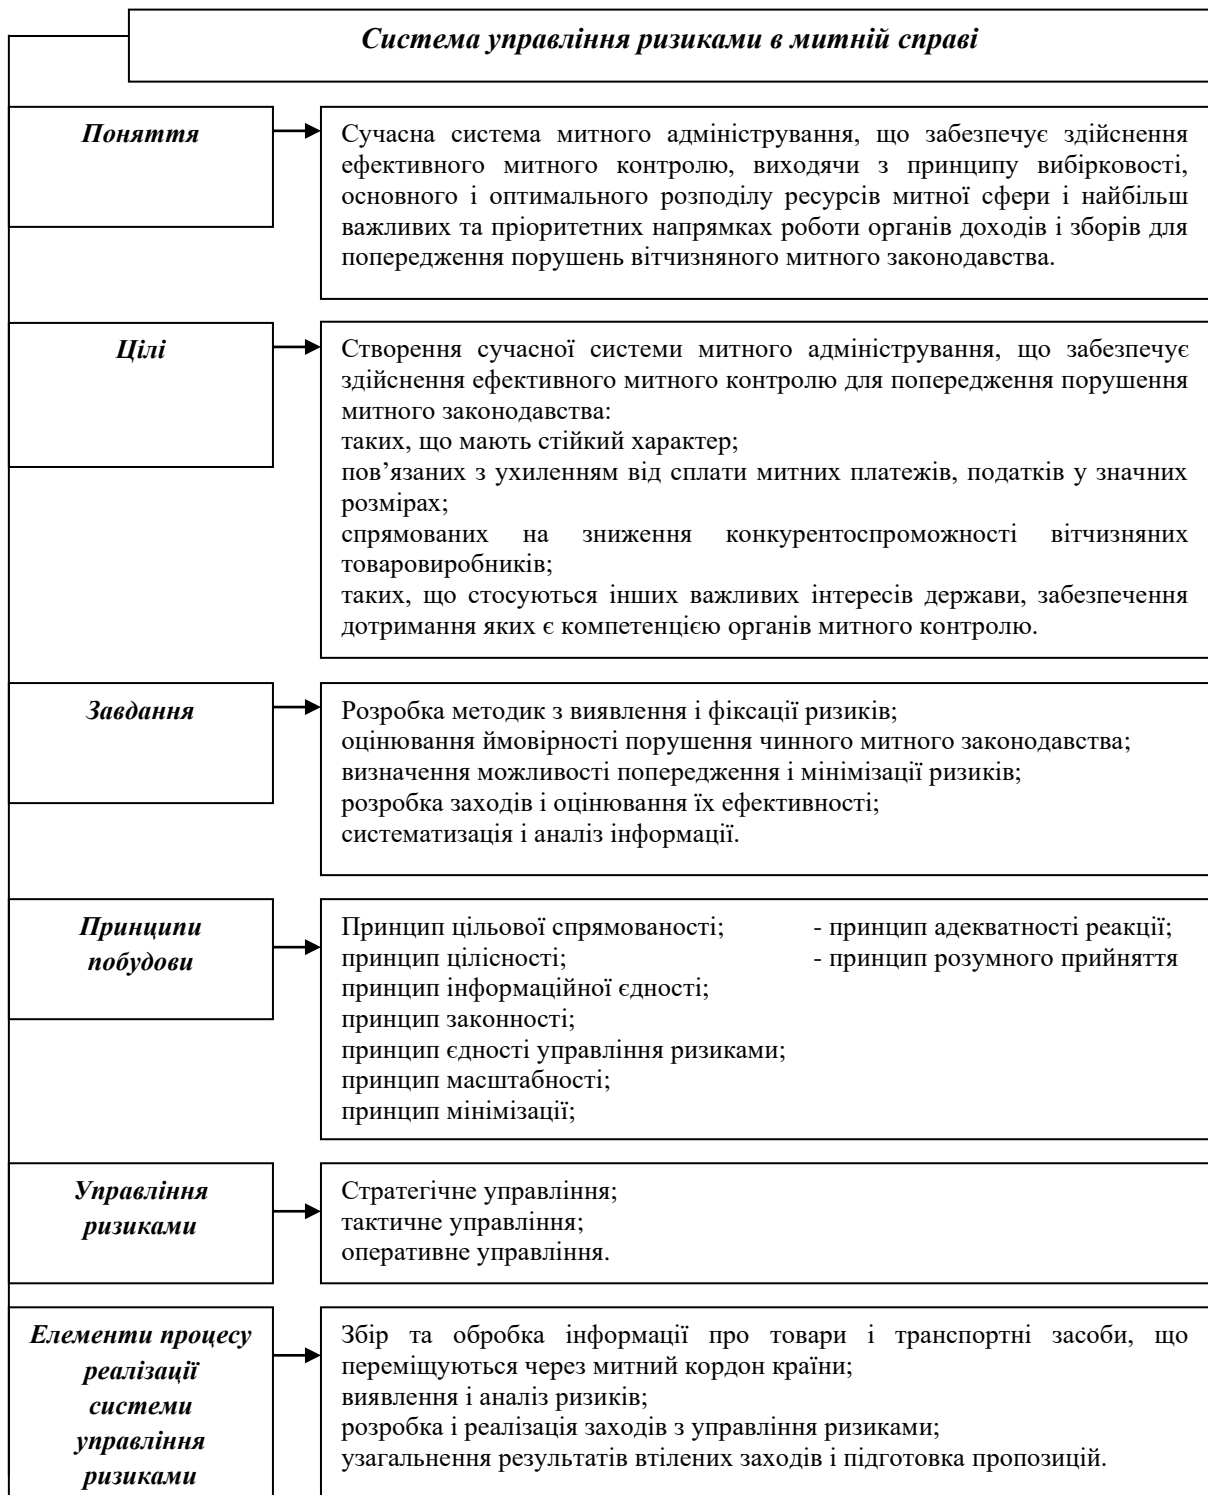 Система управління ризиками в митній справі
Поняття
Сучасна система митного адміністрування, що забезпечує здійснення
ефективного митного контролю, виходячи з принципу вибірковості,
основного і оптимального розподілу ресурсів митної сфери і найбільш
важливих та пріоритетних напрямках роботи органів доходів і зборів для
попередження порушень вітчизняного митного законодавства.
Цілі
Створення сучасної системи митного адміністрування, що забезпечує
здійснення ефективного митного контролю для попередження порушення
митного законодавства:
таких, що мають стійкий характер;
пов’язаних з ухиленням від сплати митних платежів, податків у значних
розмірах;
спрямованих на зниження конкурентоспроможності вітчизняних
товаровиробників;
таких, що стосуються інших важливих інтересів держави, забезпечення
дотримання яких є компетенцією органів митного контролю.
Завдання
Розробка методик з виявлення і фіксації ризиків;
оцінювання ймовірності порушення чинного митного законодавства;
визначення можливості попередження і мінімізації ризиків;
розробка заходів і оцінювання їх ефективності;
систематизація і аналіз інформації.
Принципи
побудови
Принцип цільової спрямованості;
принцип цілісності;
принцип інформаційної єдності;
принцип законності;
принцип єдності управління ризиками;
принцип масштабності;
принцип мінімізації;
- принцип адекватності реакції;
- принцип розумного прийняття
Управління
ризиками
Стратегічне управління;
тактичне управління;
оперативне управління.
Елементи процесу
реалізації
системи
управління
ризиками
Збір та обробка інформації про товари і транспортні засоби, що
переміщуються через митний кордон країни;
виявлення і аналіз ризиків;
розробка і реалізація заходів з управління ризиками;
узагальнення результатів втілених заходів і підготовка пропозицій.